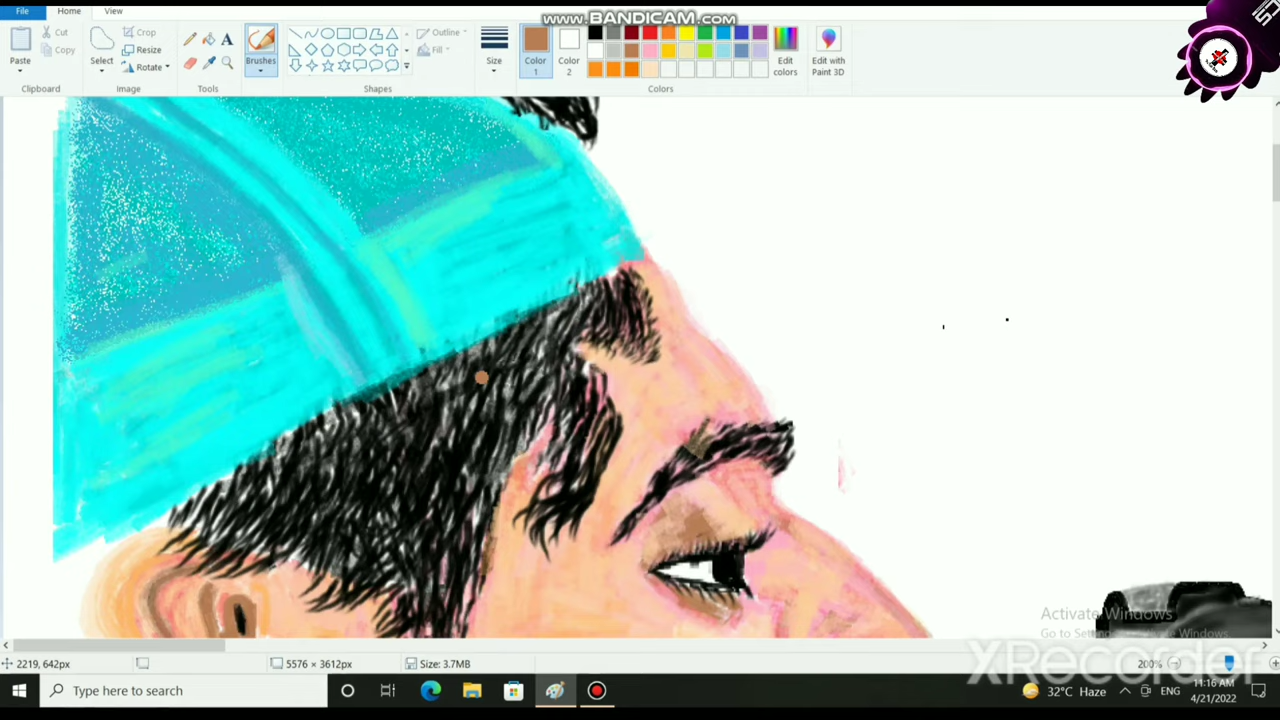 www.BANDICAM.com
File Home View
Paste Cut Copy
Clipboard
Select Crop Resize Rotate
Image
A
Tools
Brushes
Outline Fill
Shapes
Size
Color 1
Color 2
Edit colors
Edit with Paint 3D
Colors
Activate Windows
XRecorder
2219, 642px
5576 × 3612px
Size: 3.7MB
200%
Type here to search
32°C Haze
ENG
11:16 AM
4/21/2022